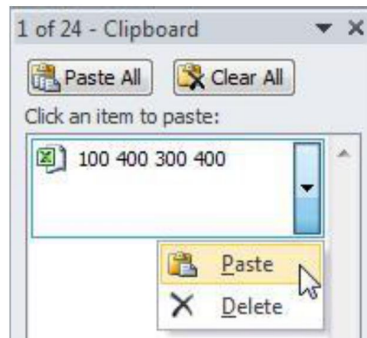 1 of 24 - Clipboard
Paste All Clear All
Click an item to paste:
100 400 300 400
Paste
Delete